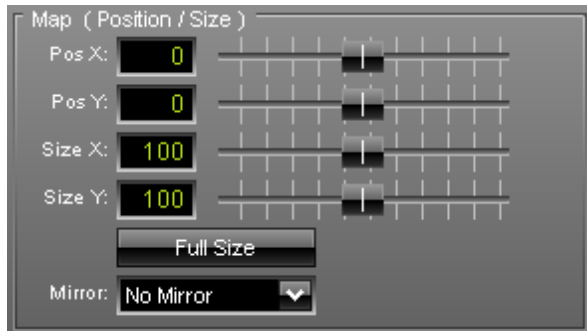 Map ( Position / Size )
Pos X: 0
Pos Y: 0
Size X: 100
Size Y: 100
Full Size
Mirror: No Mirror